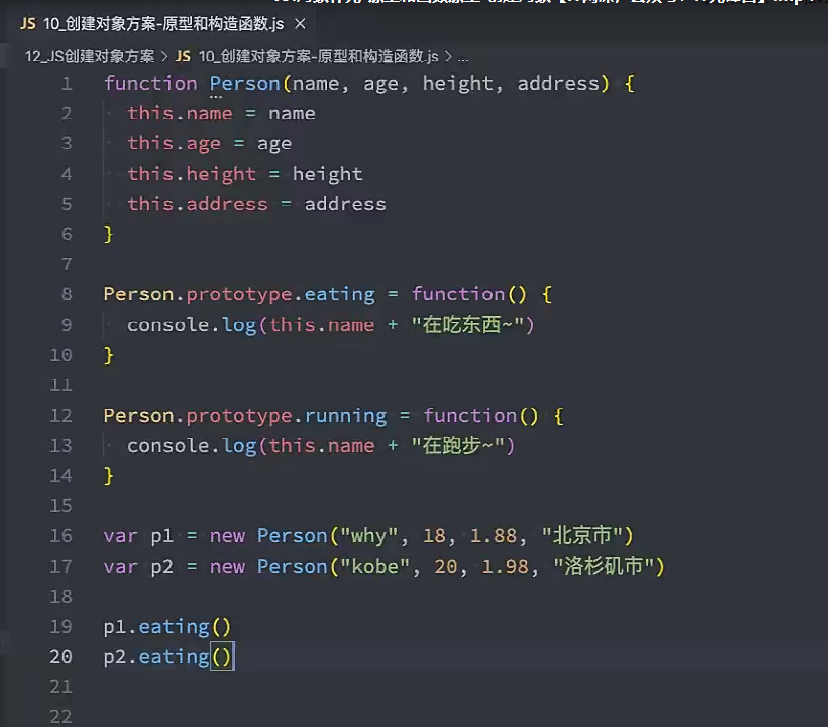 JS 10_创建对象方案-原型和构造函数.js ×
12_JS创建对象方案 > JS 10_创建对象方案-原型和构造函数.js > ...
1 function Person(name, age, height, address) {
2 this.name = name
3 this.age = age
4 this.height = height
5 this.address = address
6 }
7
8 Person.prototype.eating = function() {
9 console.log(this.name + "在吃东西~")
10 }
11
12 Person.prototype.running = function() {
13 console.log(this.name + "在跑步~")
14 }
15
16 var p1 = new Person("why", 18, 1.88, "北京市")
17 var p2 = new Person("kobe", 20, 1.98, "洛杉矶市")
18
19 p1.eating()
20 p2.eating()
21
22